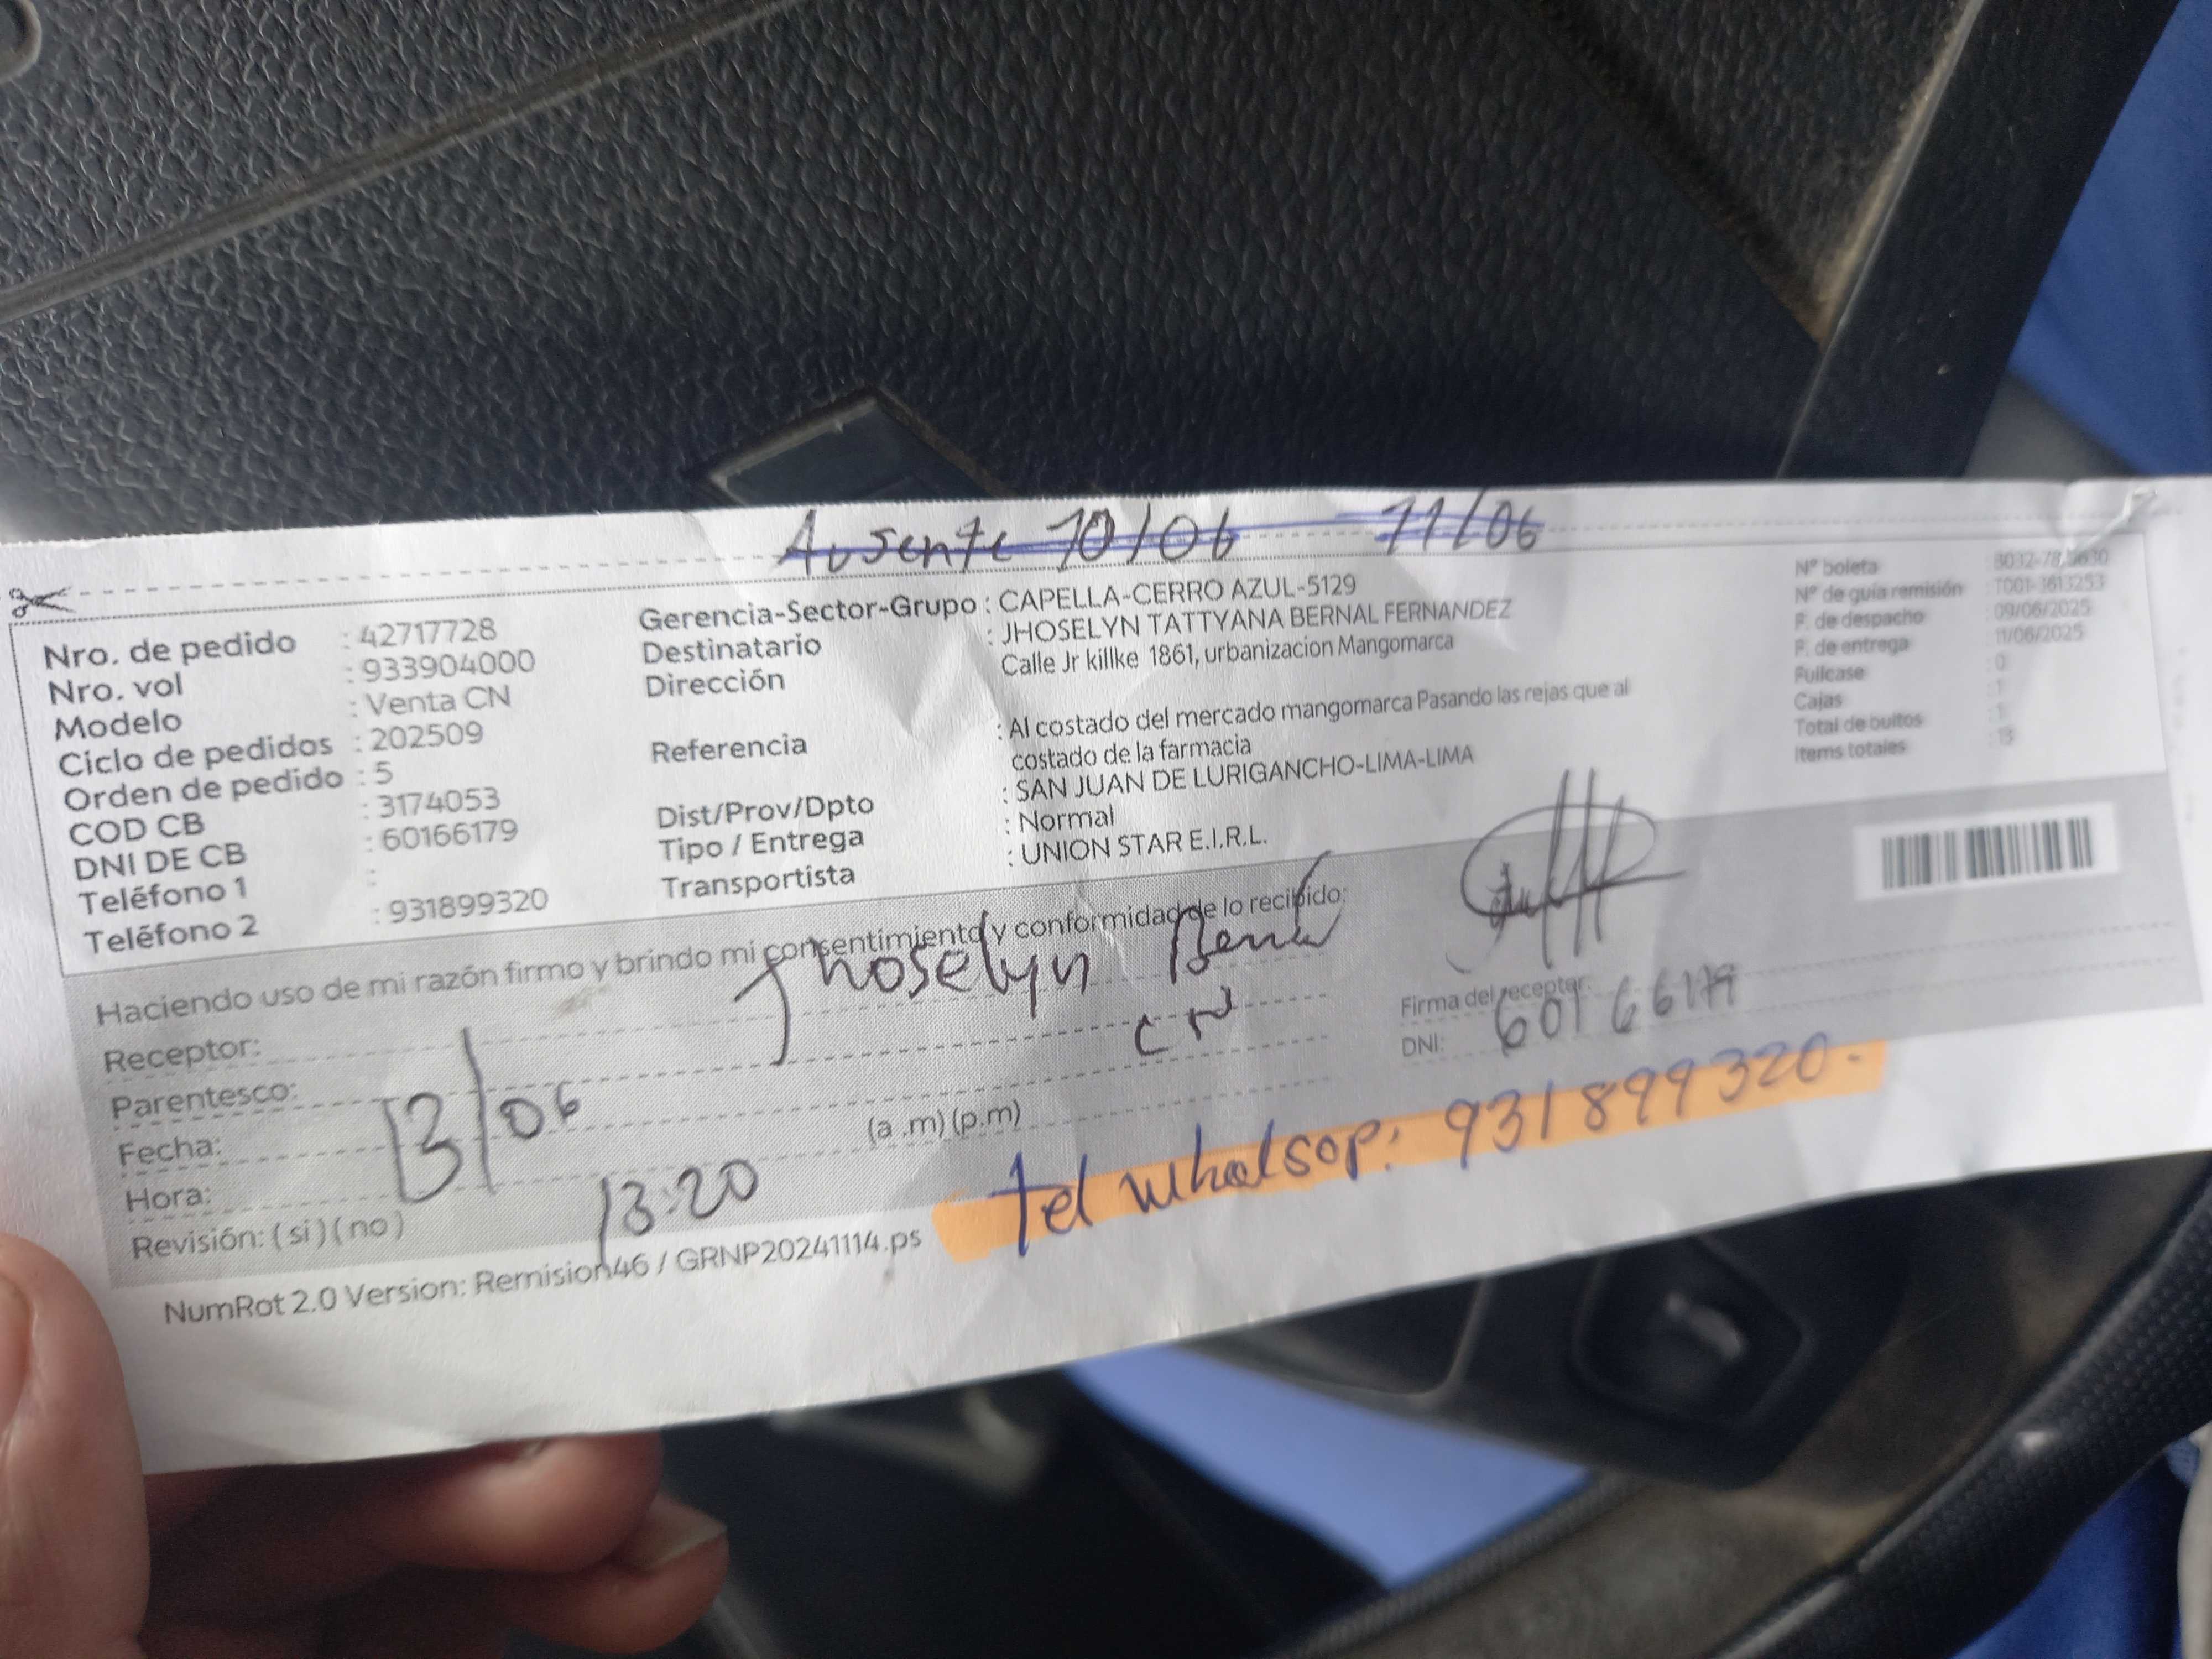 Ausente 10/06 11/06
Nro. de pedido : 42717728
Nro. vol : 933904000
Modelo : Venta CN
Ciclo de pedidos : 202509
Orden de pedido : 5
COD CB : 3174053
DNI DE CB : 60166179
Teléfono 1 :
Teléfono 2 : 931899320
Gerencia-Sector-Grupo : CAPELLA-CERRO AZUL-5129
Destinatario : JHOSELYN TATTYANA BERNAL FERNANDEZ
Dirección Calle Jr killke 1861, urbanizacion Mangomarca
Referencia : Al costado del mercado mangomarca Pasando las rejas que al
costado de la farmacia
Dist/Prov/Dpto : SAN JUAN DE LURIGANCHO-LIMA-LIMA
Tipo / Entrega : Normal
Transportista : UNION STAR E.I.R.L.
N° boleta
N° de guía remisión : T001-3613253
F. de despacho : 09/06/2025
F. de entrega : 11/06/2025
Fullcase : 0
Cajas : 1
Total de bultos : 1
Items totales : 13
Haciendo uso de mi razón firmo y brindo mi consentimiento y conformidad de lo recibido:
Receptor: Jhoselyn Bernal
Parentesco: CN
Fecha: 13/06
Hora: 13:20 (a .m) (p.m)
Revisión: ( si ) ( no )
Firma del receptor:
DNI: 60166179
tel whatsop: 931899320.
NumRot 2.0 Version: Remision46 / GRNP20241114.ps